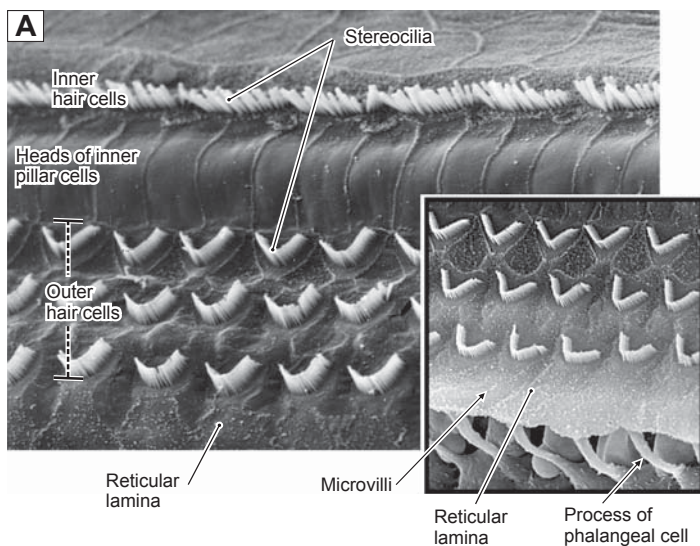 A
Stereocilia
Inner
hair cells
Heads of inner
pillar cells
Outer
hair cells
Reticular
lamina
Microvilli
Reticular
lamina
Process of
phalangeal cell